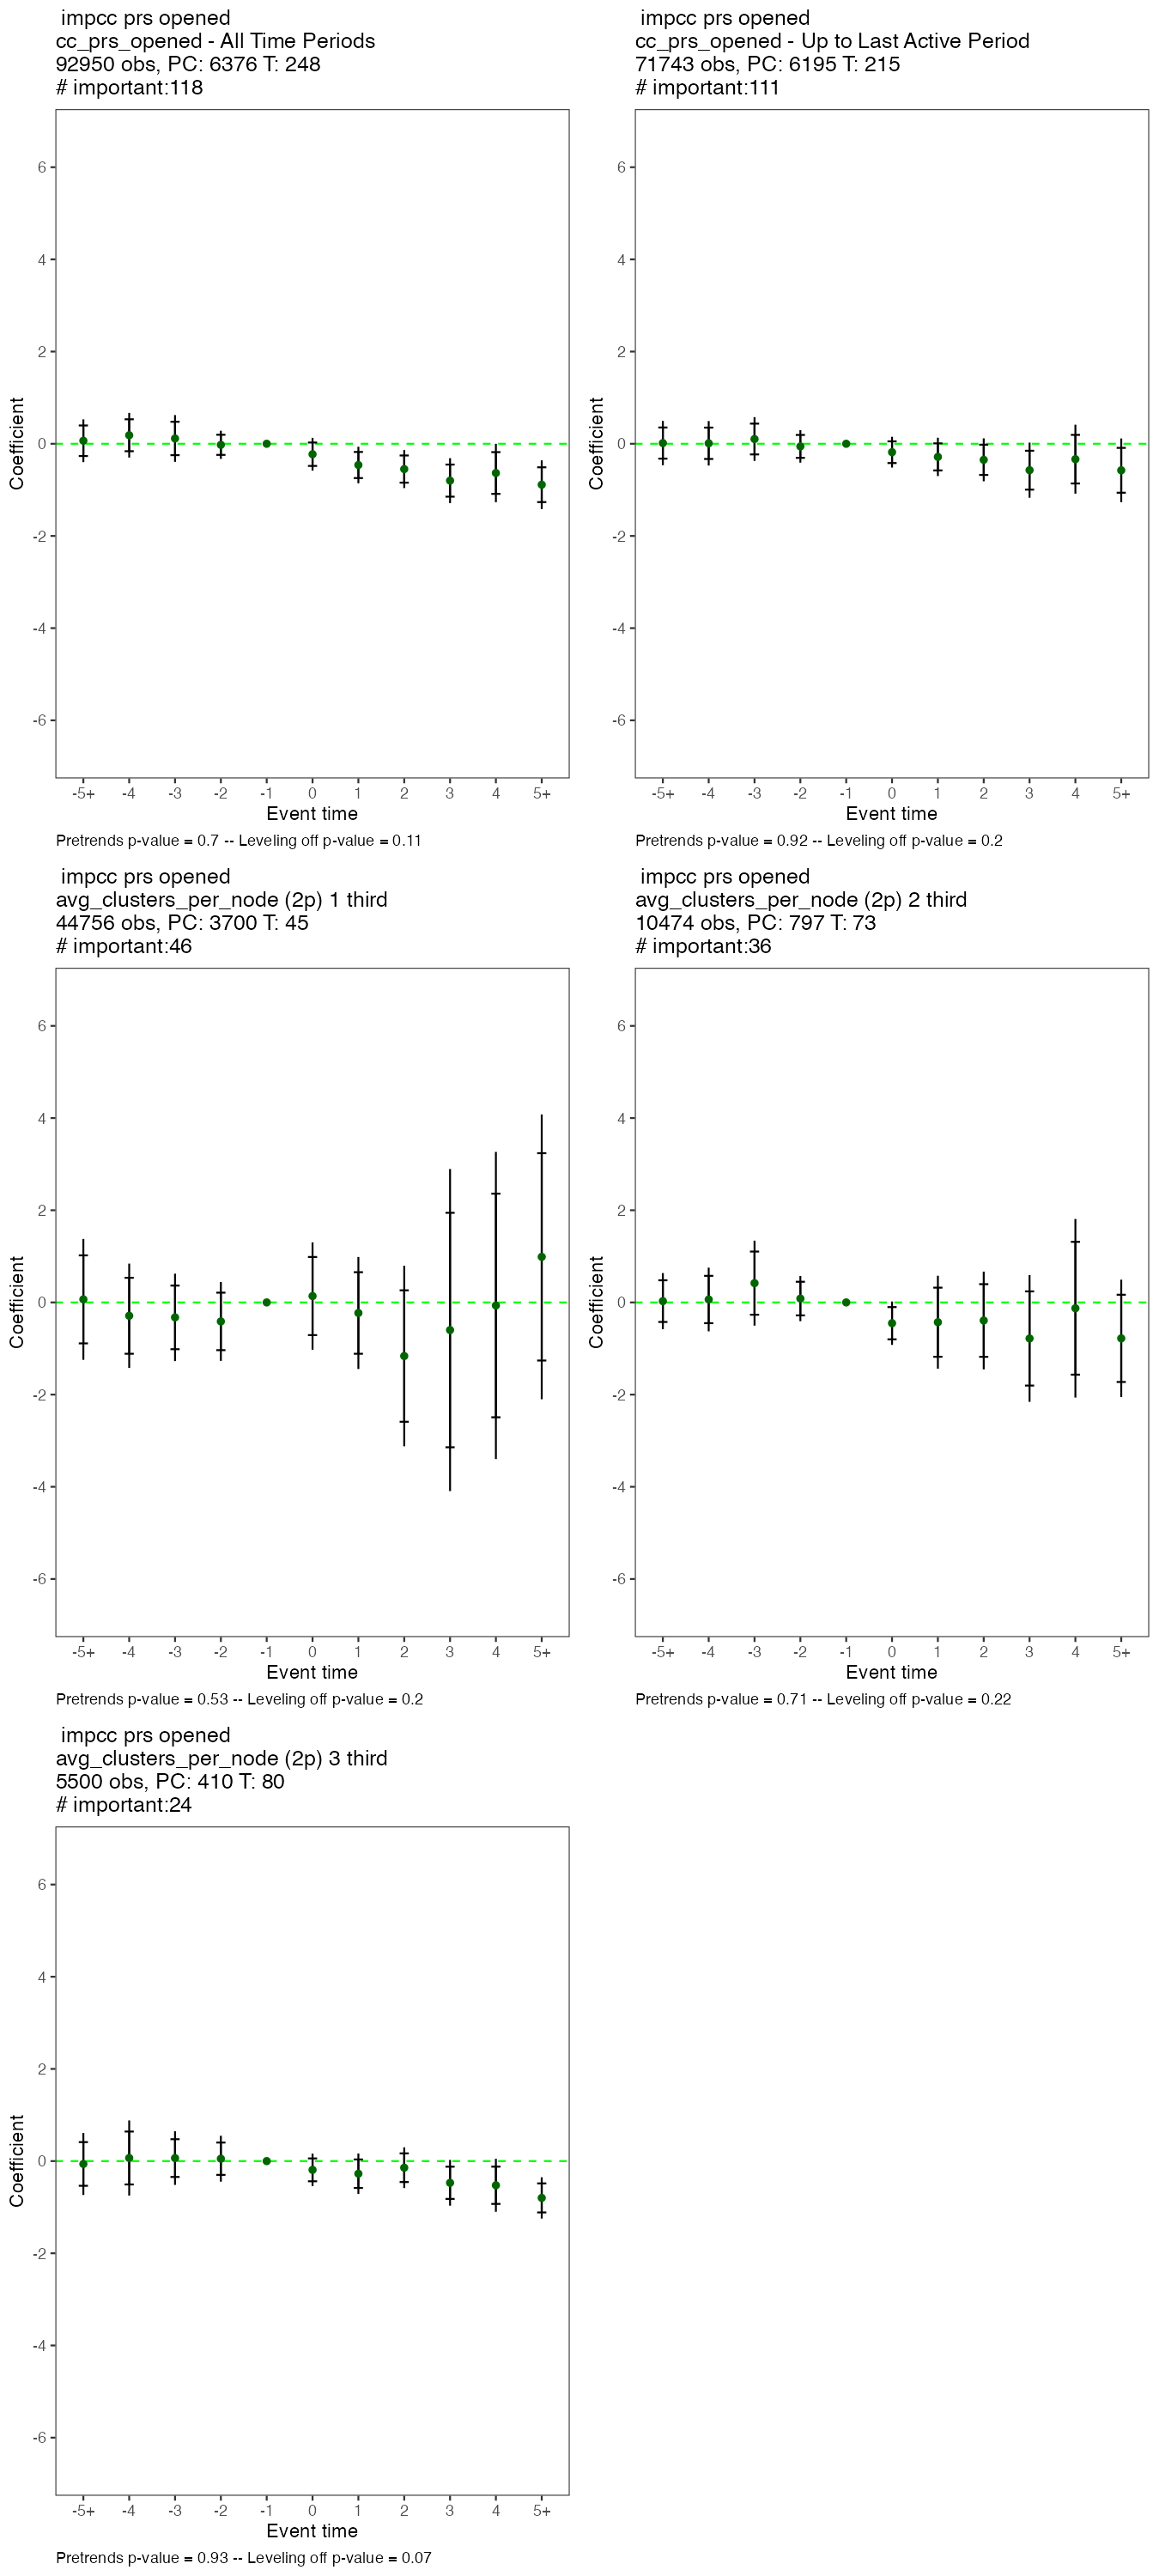 impcc prs opened
cc_prs_opened - All Time Periods
92950 obs, PC: 6376 T: 248
# important:118
Coefficient
6
4
2
0
-2
-4
-6
-5+ -4 -3 -2 -1 0 1 2 3 4 5+
Event time
Pretrends p-value = 0.7 -- Leveling off p-value = 0.11
impcc prs opened
cc_prs_opened - Up to Last Active Period
71743 obs, PC: 6195 T: 215
# important:111
Coefficient
6
4
2
0
-2
-4
-6
-5+ -4 -3 -2 -1 0 1 2 3 4 5+
Event time
Pretrends p-value = 0.92 -- Leveling off p-value = 0.2
impcc prs opened
avg_clusters_per_node (2p) 1 third
44756 obs, PC: 3700 T: 45
# important:46
Coefficient
6
4
2
0
-2
-4
-6
-5+ -4 -3 -2 -1 0 1 2 3 4 5+
Event time
Pretrends p-value = 0.53 -- Leveling off p-value = 0.2
impcc prs opened
avg_clusters_per_node (2p) 2 third
10474 obs, PC: 797 T: 73
# important:36
Coefficient
6
4
2
0
-2
-4
-6
-5+ -4 -3 -2 -1 0 1 2 3 4 5+
Event time
Pretrends p-value = 0.71 -- Leveling off p-value = 0.22
impcc prs opened
avg_clusters_per_node (2p) 3 third
5500 obs, PC: 410 T: 80
# important:24
Coefficient
6
4
2
0
-2
-4
-6
-5+ -4 -3 -2 -1 0 1 2 3 4 5+
Event time
Pretrends p-value = 0.93 -- Leveling off p-value = 0.07